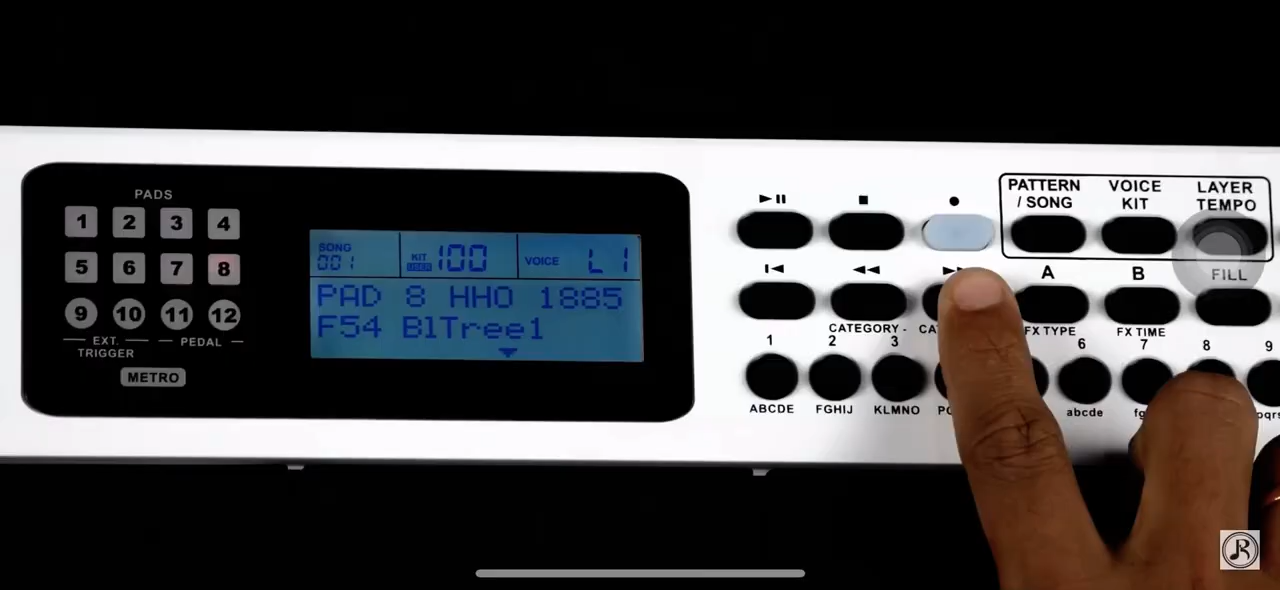 PADS
1 2 3 4
5 6 7 8
9 10 11 12
EXT. TRIGGER
PEDAL
METRO
SONG
001
KIT
USER
100
VOICE L1
PAD 8 HHO 1885
F54 BlTree1
PATTERN / SONG
VOICE KIT
LAYER TEMPO
A B FILL
CATEGORY -
FX TYPE
FX TIME
1 2 3 6 7 8 9
ABCDE FGHIJ KLMNO abcde